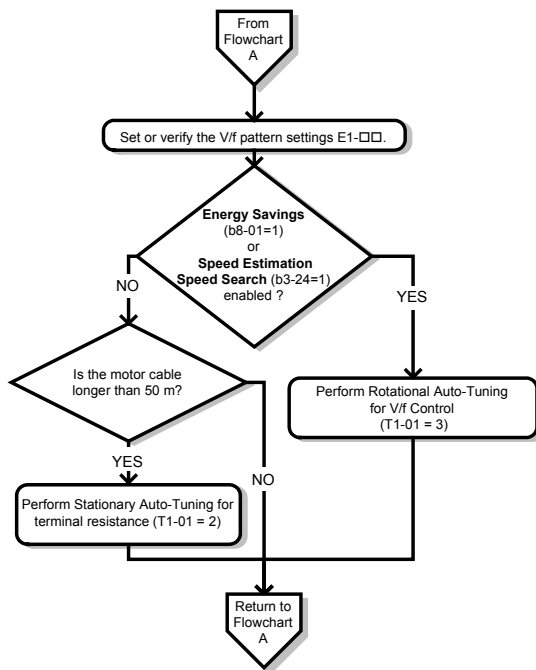 From
Flowchart
A
Set or verify the V/f pattern settings E1-□□.
Energy Savings
(b8-01=1)
or
Speed Estimation
Speed Search (b3-24=1)
enabled ?
NO
YES
Is the motor cable
longer than 50 m?
Perform Rotational Auto-Tuning
for V/f Control
(T1-01 = 3)
YES
NO
Perform Stationary Auto-Tuning for
terminal resistance (T1-01 = 2)
Return to
Flowchart
A